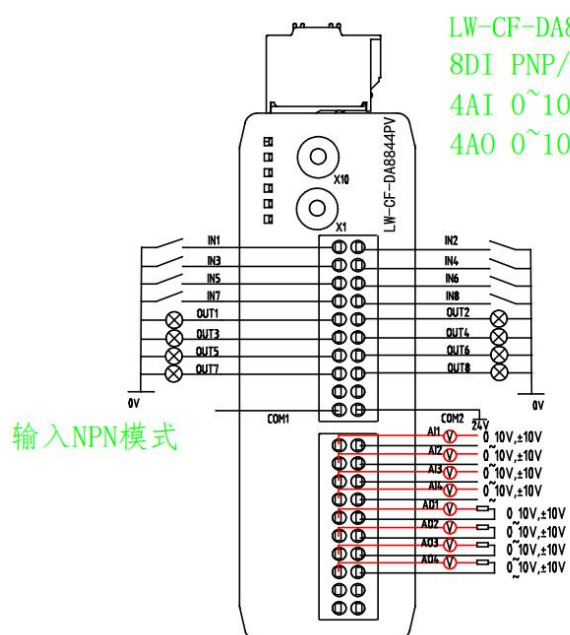 LW-CF-DA8
8DI PNP/
4AI 0~10
4AO 0~10
LW-CF-DA8844PV
X10
X1
IN1
IN2
IN3
IN4
IN5
IN6
IN7
IN8
OUT1
OUT2
OUT3
OUT4
OUT5
OUT6
OUT7
OUT8
0V
0V
COM1
COM2
24V
输入NPN模式
AI1 V 0~10V,±10V
AI2 V 0~10V,±10V
AI3 V 0~10V,±10V
AI4 V 0~10V,±10V
AO1 V 0~10V,±10V
AO2 V 0~10V,±10V
AO3 V 0~10V,±10V
AO4 V 0~10V,±10V